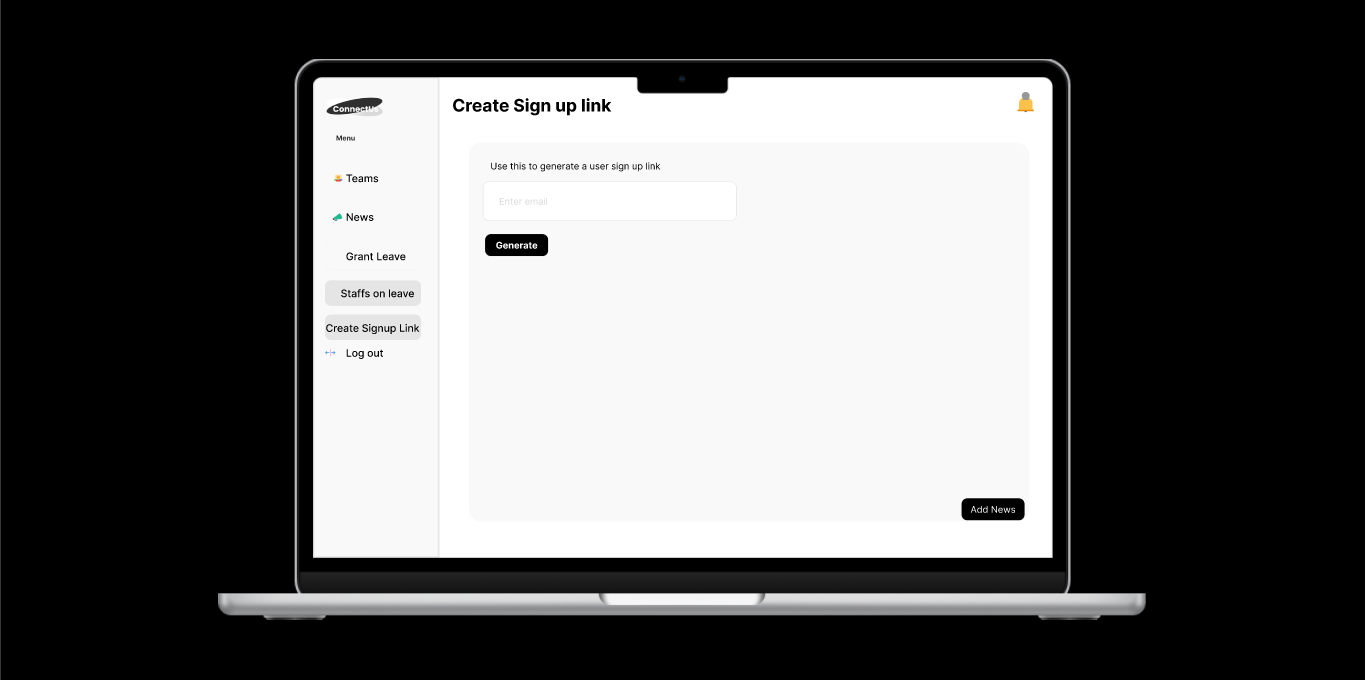 ConnectUs
Menu
Teams
News
Grant Leave
Staffs on leave
Create Signup Link
Log out
Create Sign up link
Use this to generate a user sign up link
Enter email
Generate
Add News